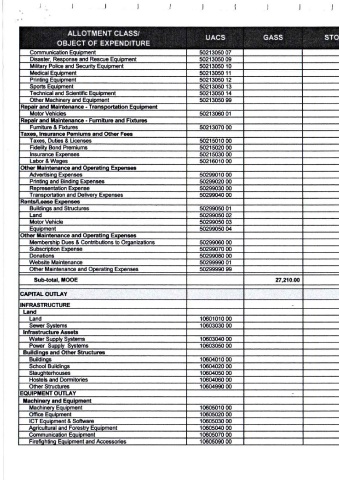 ALLOTMENT CLASS/ OBJECT OF EXPENDITURE UACS GASS STO
Communication Equipment 50213050 07
Disaster, Response and Rescue Equipment 50213050 09
Military Police and Security Equipment 50213050 10
Medical Equipment 50213050 11
Printing Equipment 50213050 12
Sports Equipment 50213050 13
Technical and Scientific Equipment 50213050 14
Other Machinery and Equipment 50213050 99
Repair and Maintenance - Transportation Equipment
Motor Vehicles 50213060 01
Repair and Maintenance - Furniture and Fixtures
Furniture & Fixtures 50213070 00
Taxes, Insurance Pemiums and Other Fees
Taxes, Duties & Licenses 50215010 00
Fidelity Bond Premiums 50215020 00
Insurance Expenses 50215030 00
Labor & Wages 50216010 00
Other Maintenance and Operating Expenses
Advertising Expenses 50299010 00
Printing and Binding Expenses 50299020 00
Representation Expense 50299030 00
Transportation and Delivery Expenses 50299040 00
Rents/Lease Expenses
Buildings and Structures 50299050 01
Land 50299050 02
Motor Vehicle 50299050 03
Equipment 50299050 04
Other Maintenance and Operating Expenses
Membership Dues & Contributions to Organizations 50299060 00
Subscription Expense 50299070 00
Donations 50299080 00
Website Maintenance 50299990 01
Other Maintenance and Operating Expenses 50299990 99
Sub-total, MOOE 27,210.00
CAPITAL OUTLAY
INFRASTRUCTURE -
Land
Land 10601010 00
Sewer Systems 10603030 00
Infrastructure Assets
Water Supply Systems 10603040 00
Power Supply Systems 10603050 00
Buildings and Other Structures
Buildings 10604010 00
School Buildings 10604020 00
Slaughterhouses 10604050 00
Hostels and Dormitories 10604060 00
Other Structures 10604990 00
EQUIPMENT OUTLAY -
Machinery and Equipment
Machinery Equipment 10605010 00
Office Equipment 10605020 00
ICT Equipment & Software 10605030 00
Agricultural and Forestry Equipment 10605040 00
Communication Equipment 10605070 00
Firefighting Equipment and Accessories 10605090 00